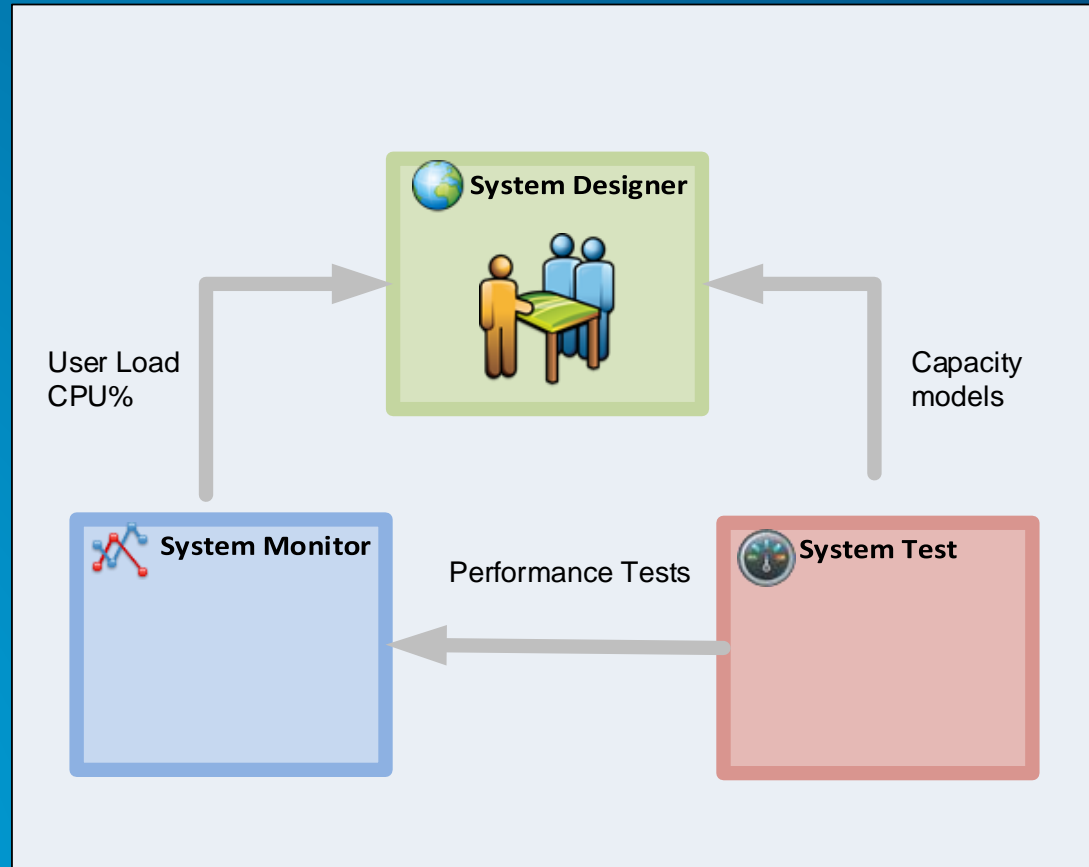 System Designer
User Load
CPU%
Capacity
models
System Monitor
Performance Tests
System Test